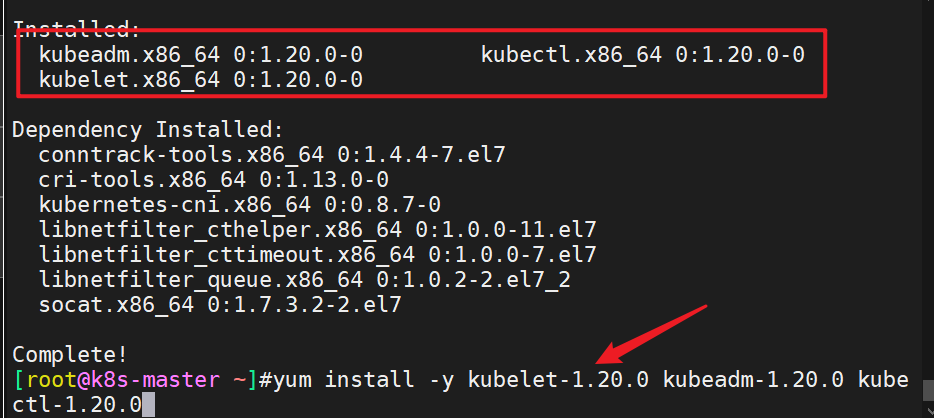 Installed:
kubeadm.x86_64 0:1.20.0-0 kubectl.x86_64 0:1.20.0-0
kubelet.x86_64 0:1.20.0-0
Dependency Installed:
conntrack-tools.x86_64 0:1.4.4-7.el7
cri-tools.x86_64 0:1.13.0-0
kubernetes-cni.x86_64 0:0.8.7-0
libnetfilter_cthelper.x86_64 0:1.0.0-11.el7
libnetfilter_cttimeout.x86_64 0:1.0.0-7.el7
libnetfilter_queue.x86_64 0:1.0.2-2.el7_2
socat.x86_64 0:1.7.3.2-2.el7
Complete!
[root@k8s-master ~]#yum install -y kubelet-1.20.0 kubeadm-1.20.0 kube
ctl-1.20.0